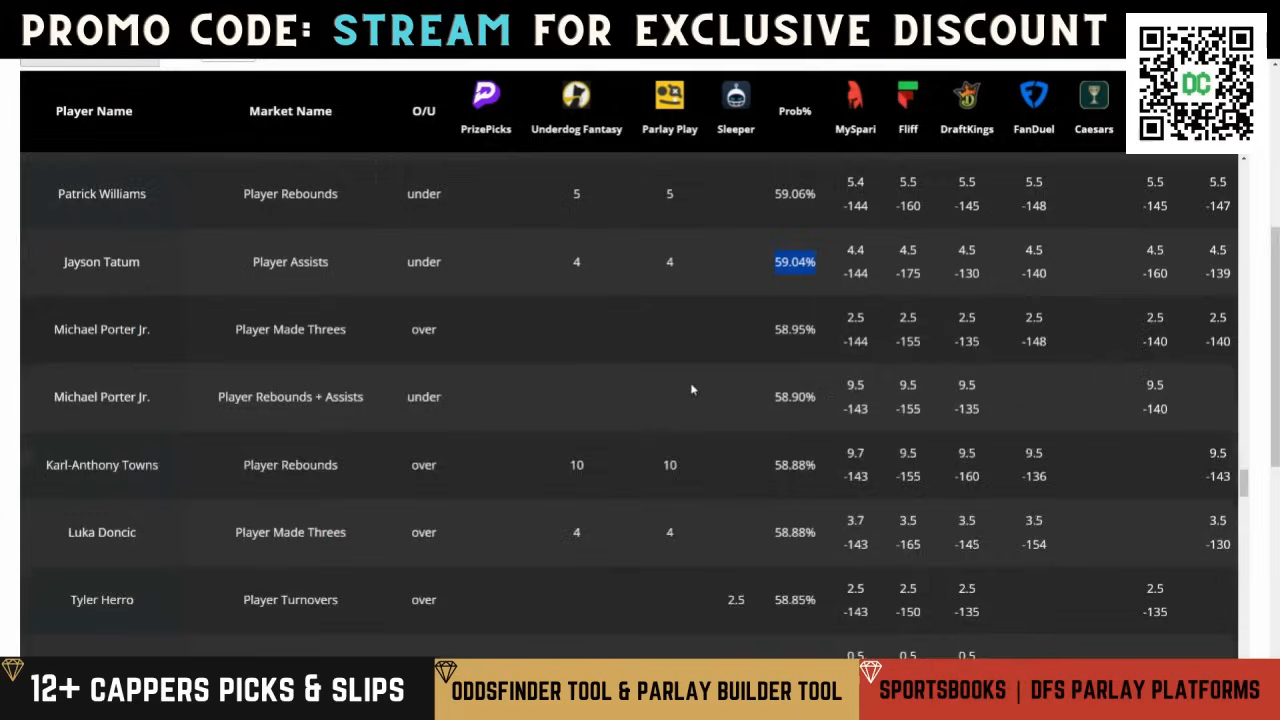 PROMO CODE: STREAM FOR EXCLUSIVE DISCOUNT
DC
Player Name Market Name O/U PrizePicks Underdog Fantasy Parlay Play Sleeper Prob% MySpari Fliff DraftKings FanDuel Caesars
5.4 5.5 5.5 5.5 5.5 5.5
Patrick Williams Player Rebounds under 5 5 59.06%
-144 -160 -145 -148 -145 -147
4.4 4.5 4.5 4.5 4.5 4.5
Jayson Tatum Player Assists under 4 4 59.04%
-144 -175 -130 -140 -160 -139
2.5 2.5 2.5 2.5 2.5 2.5
Michael Porter Jr. Player Made Threes over 58.95%
-144 -155 -135 -148 -140 -140
9.5 9.5 9.5 9.5
Michael Porter Jr. Player Rebounds + Assists under 58.90%
-143 -155 -135 -140
9.7 9.5 9.5 9.5 9.5
Karl-Anthony Towns Player Rebounds over 10 10 58.88%
-143 -155 -160 -136 -143
3.7 3.5 3.5 3.5 3.5
Luka Doncic Player Made Threes over 4 4 58.88%
-143 -165 -145 -154 -130
2.5 2.5 2.5 2.5
Tyler Herro Player Turnovers over 2.5 58.85%
-143 -150 -135 -135
0.5 0.5 0.5
12+ CAPPERS PICKS & SLIPS
ODDSFINDER TOOL & PARLAY BUILDER TOOL
SPORTSBOOKS | DFS PARLAY PLATFORMS